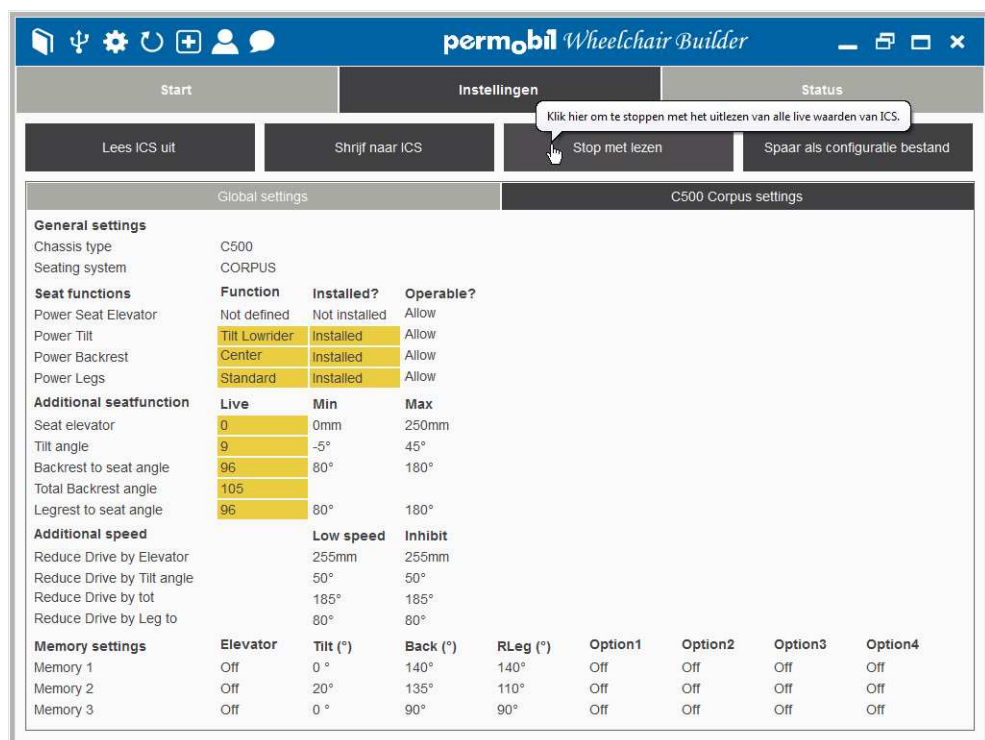 permobil Wheelchair Builder
Start Instellingen Status
Klik hier om te stoppen met het uitlezen van alle live waarden van ICS.
Lees ICS uit Shrijf naar ICS Stop met lezen Spaar als configuratie bestand
Global settings C500 Corpus settings
General settings
Chassis type C500
Seating system CORPUS
Seat functions Function Installed? Operable?
Power Seat Elevator Not defined Not installed Allow
Power Tilt Tilt Lowrider Installed Allow
Power Backrest Center Installed Allow
Power Legs Standard Installed Allow
Additional seatfunction Live Min Max
Seat elevator 0 0mm 250mm
Tilt angle 9 -5° 45°
Backrest to seat angle 96 80° 180°
Total Backrest angle 105
Legrest to seat angle 96 80° 180°
Additional speed Low speed Inhibit
Reduce Drive by Elevator 255mm 255mm
Reduce Drive by Tilt angle 50° 50°
Reduce Drive by tot 185° 185°
Reduce Drive by Leg to 80° 80°
Memory settings Elevator Tilt (°) Back (°) RLeg (°) Option1 Option2 Option3 Option4
Memory 1 Off 0 ° 140° 140° Off Off Off Off
Memory 2 Off 20° 135° 110° Off Off Off Off
Memory 3 Off 0 ° 90° 90° Off Off Off Off